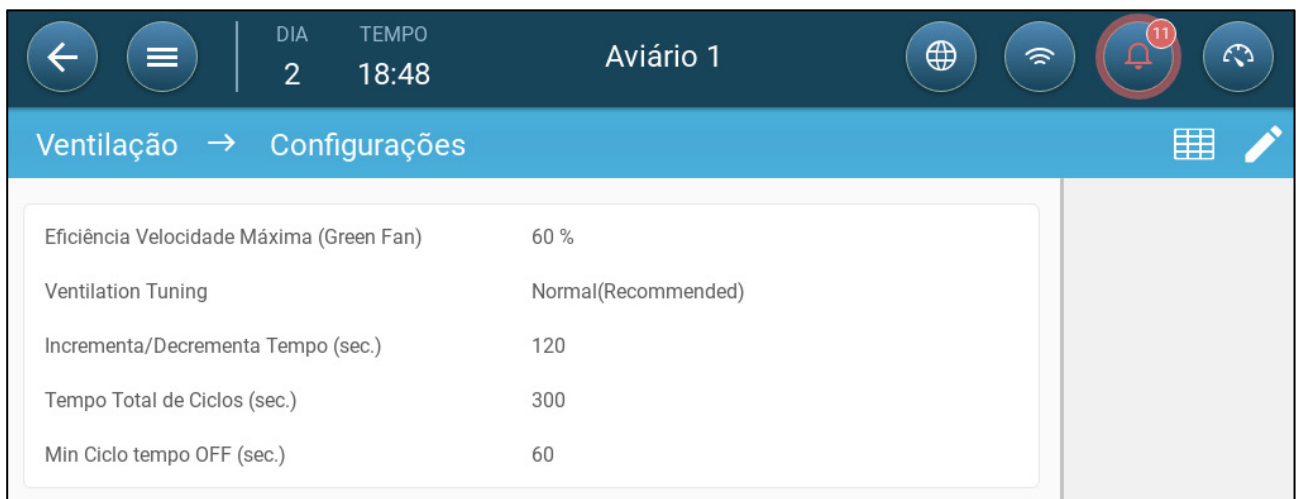 DIA TEMPO
2 18:48
Aviário 1
11
Ventilação → Configurações
Eficiência Velocidade Máxima (Green Fan) 60 %
Ventilation Tuning Normal(Recommended)
Incrementa/Decrementa Tempo (sec.) 120
Tempo Total de Ciclos (sec.) 300
Min Ciclo tempo OFF (sec.) 60